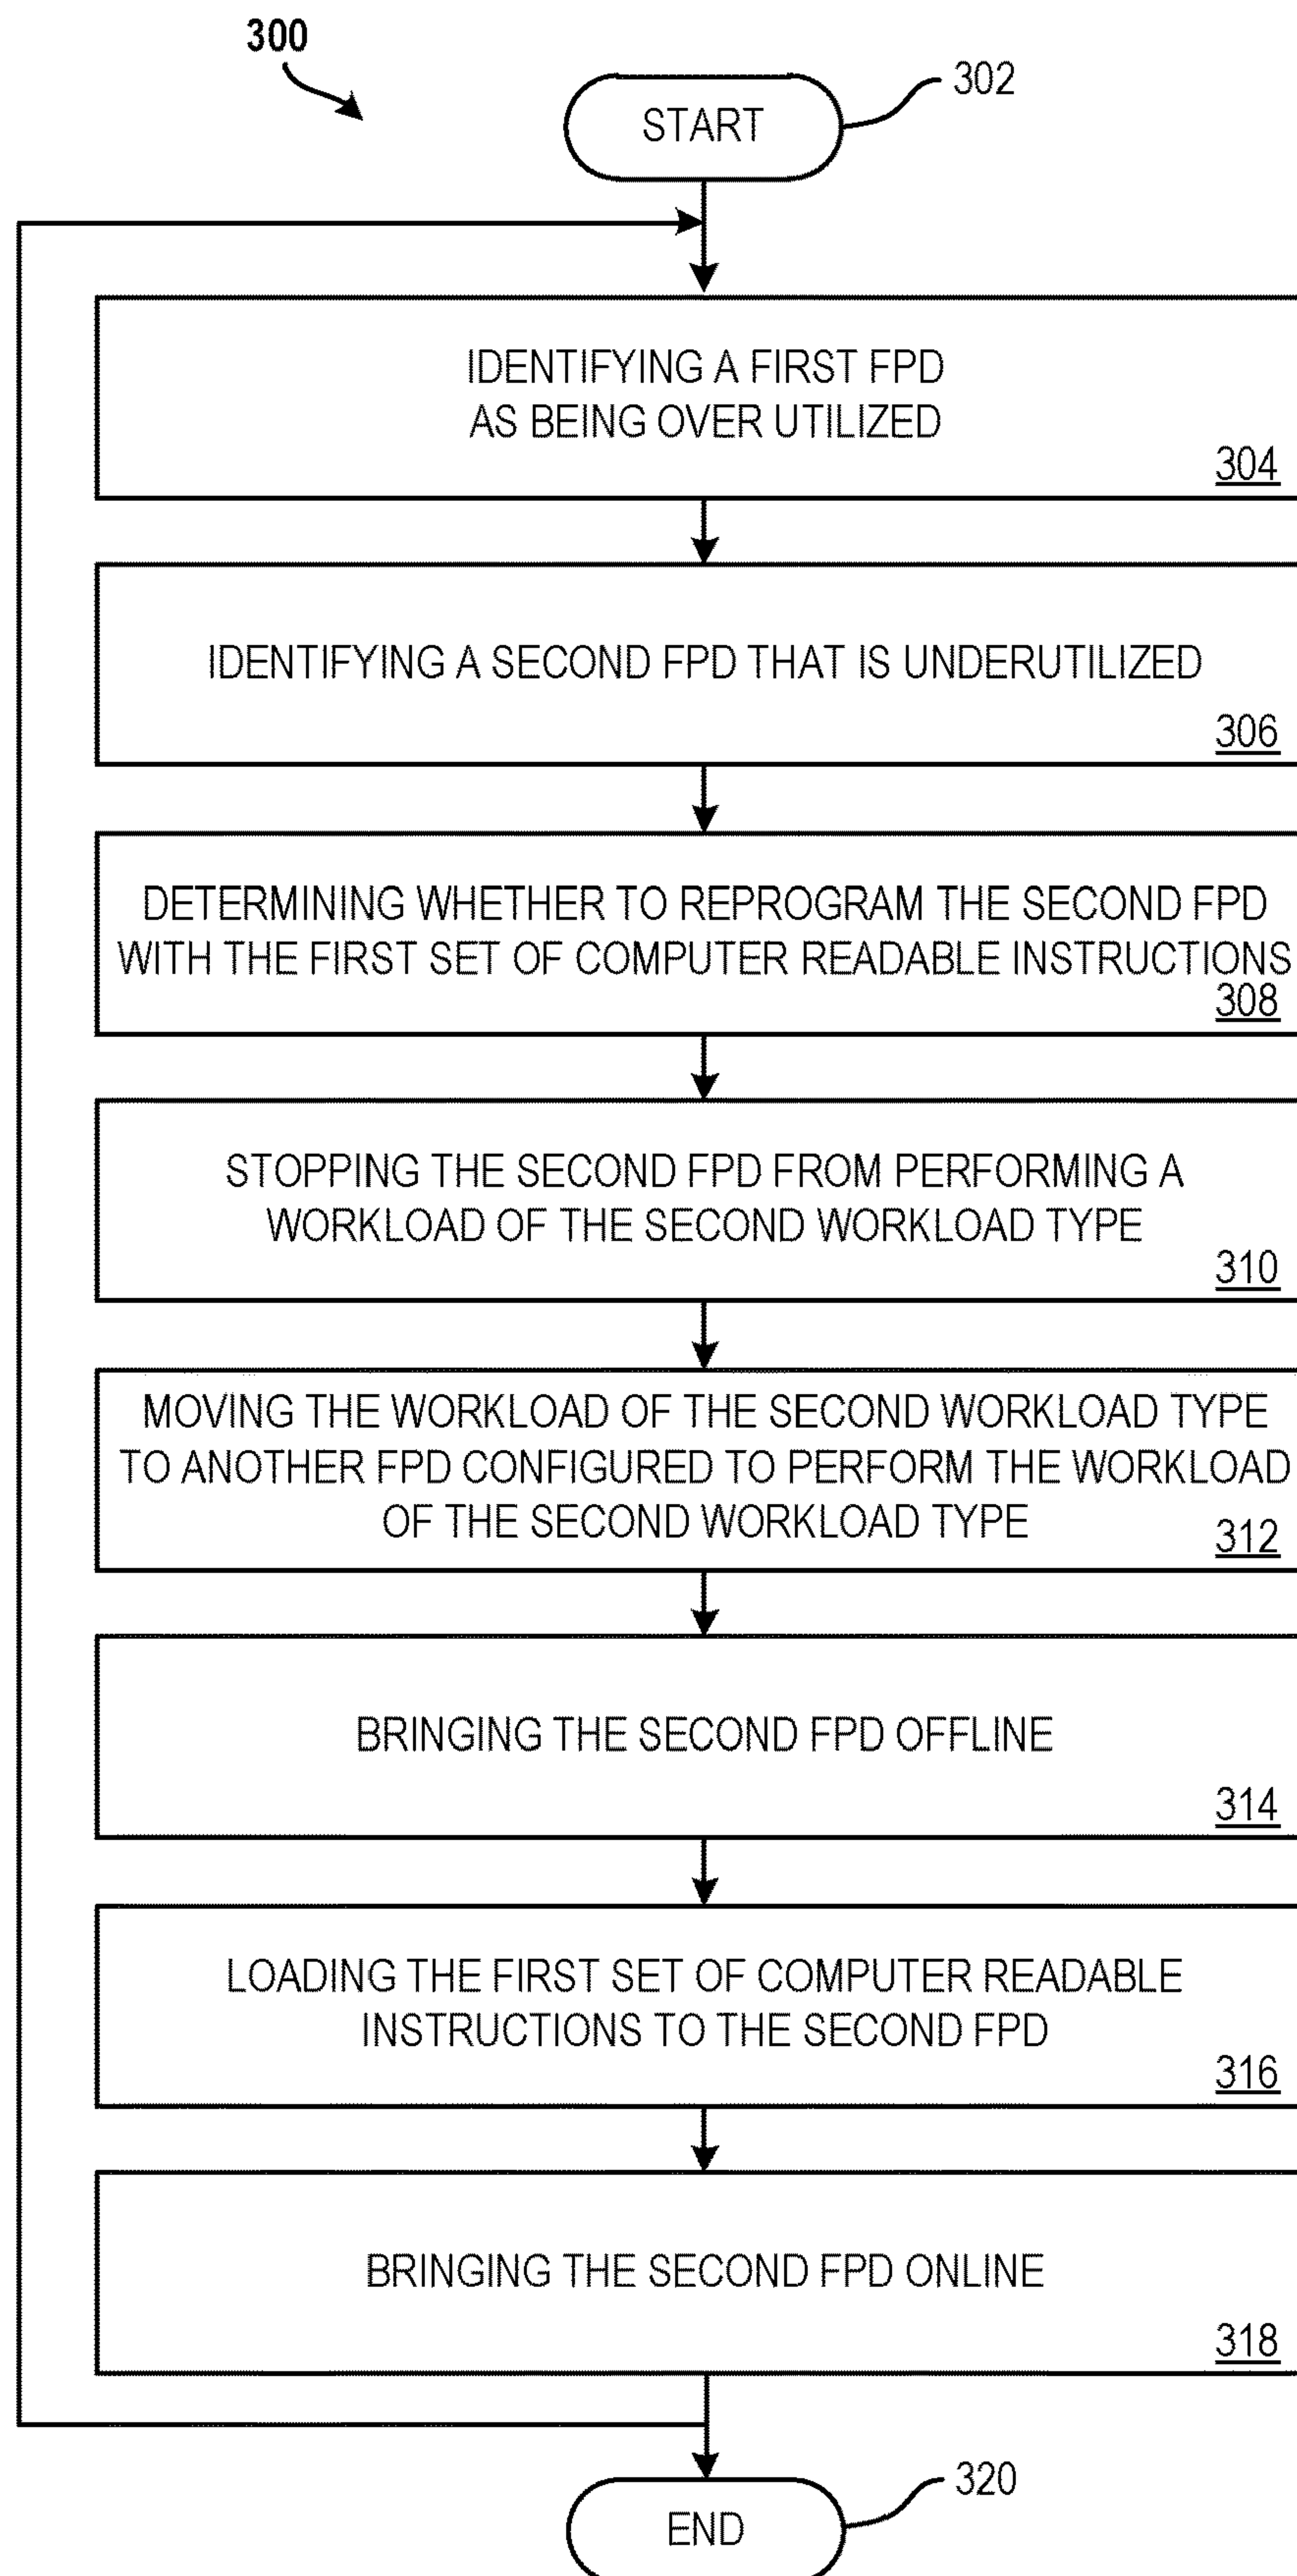 300
START
302
IDENTIFYING A FIRST FPD
AS BEING OVER UTILIZED
304
IDENTIFYING A SECOND FPD THAT IS UNDERUTILIZED
306
DETERMINING WHETHER TO REPROGRAM THE SECOND FPD
WITH THE FIRST SET OF COMPUTER READABLE INSTRUCTIONS
308
STOPPING THE SECOND FPD FROM PERFORMING A
WORKLOAD OF THE SECOND WORKLOAD TYPE
310
MOVING THE WORKLOAD OF THE SECOND WORKLOAD TYPE
TO ANOTHER FPD CONFIGURED TO PERFORM THE WORKLOAD
OF THE SECOND WORKLOAD TYPE
312
BRINGING THE SECOND FPD OFFLINE
314
LOADING THE FIRST SET OF COMPUTER READABLE
INSTRUCTIONS TO THE SECOND FPD
316
BRINGING THE SECOND FPD ONLINE
318
320
END